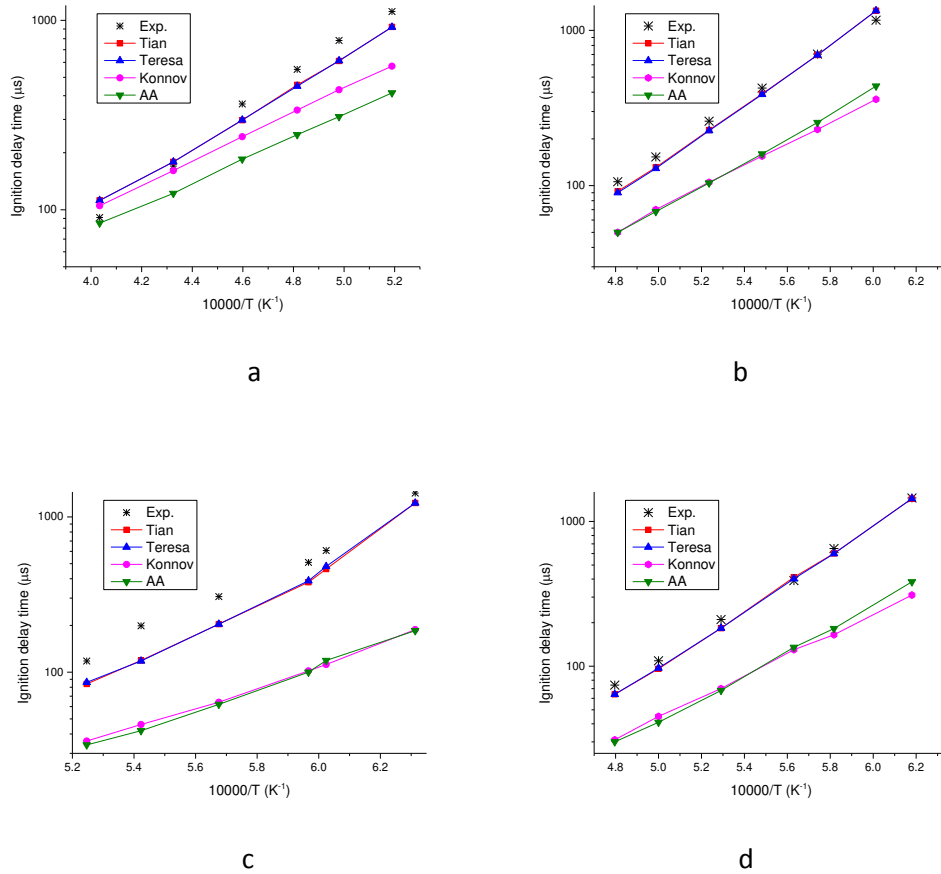 1000
100
Ignition delay time (µs)
Exp.
Tian
Teresa
Konnov
AA
4.0 4.2 4.4 4.6 4.8 5.0 5.2
10000/T (K-1)
a
1000
100
Ignition delay time (µs)
Exp.
Tian
Teresa
Konnov
AA
4.8 5.0 5.2 5.4 5.6 5.8 6.0 6.2
10000/T (K-1)
b
1000
100
Ignition delay time (µs)
Exp.
Tian
Teresa
Konnov
AA
5.2 5.4 5.6 5.8 6.0 6.2
10000/T (K-1)
c
1000
100
Ignition delay time (µs)
Exp.
Tian
Teresa
Konnov
AA
4.8 5.0 5.2 5.4 5.6 5.8 6.0 6.2
10000/T (K-1)
d